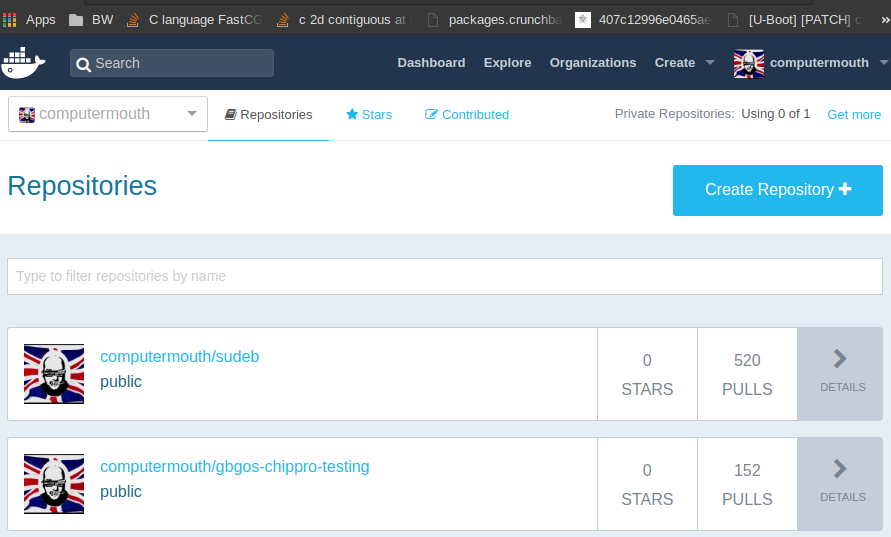 Apps BW C language FastCG c 2d contiguous at packages.crunchba 407c12996e0465ae [U-Boot] [PATCH] »
Search Dashboard Explore Organizations Create computermouth
computermouth Repositories Stars Contributed Private Repositories: Using 0 of 1 Get more
Repositories
Create Repository +
Type to filter repositories by name
computermouth/sudeb
public
0
STARS
520
PULLS
DETAILS
computermouth/gbgos-chippro-testing
public
0
STARS
152
PULLS
DETAILS